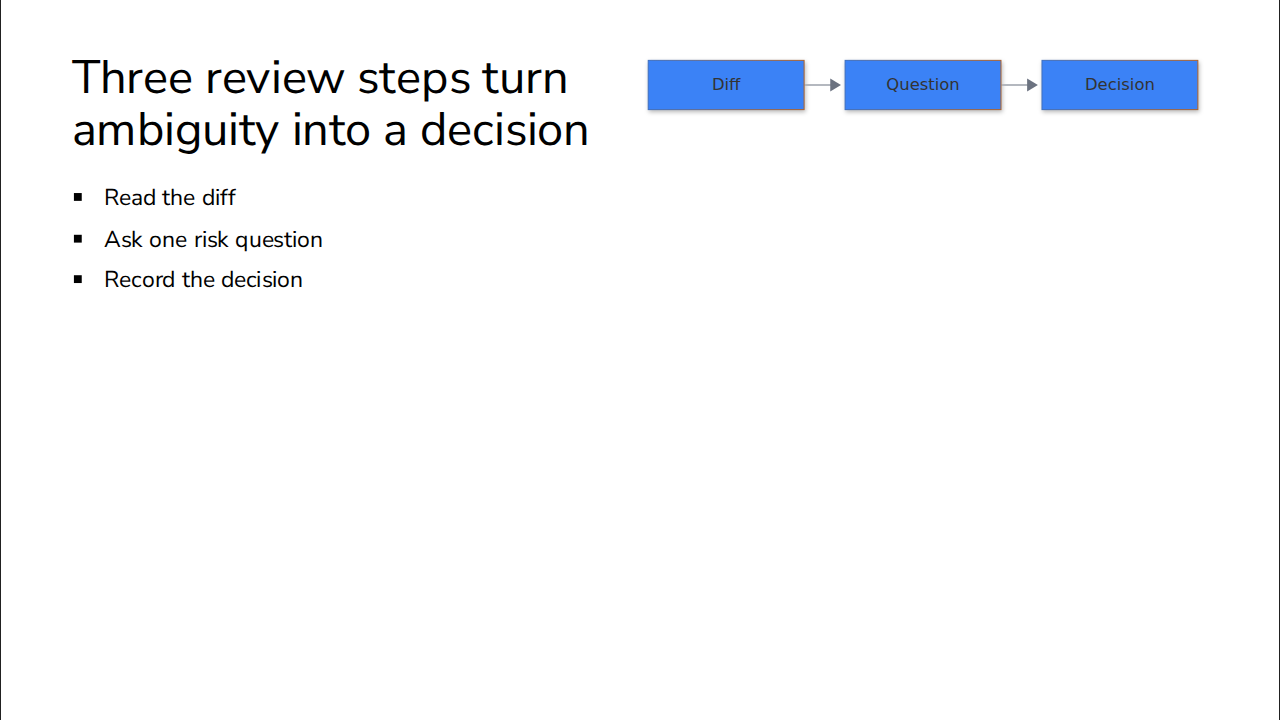 Three review steps turn
ambiguity into a decision
Read the diff
Ask one risk question
Record the decision
Diff
Question
Decision